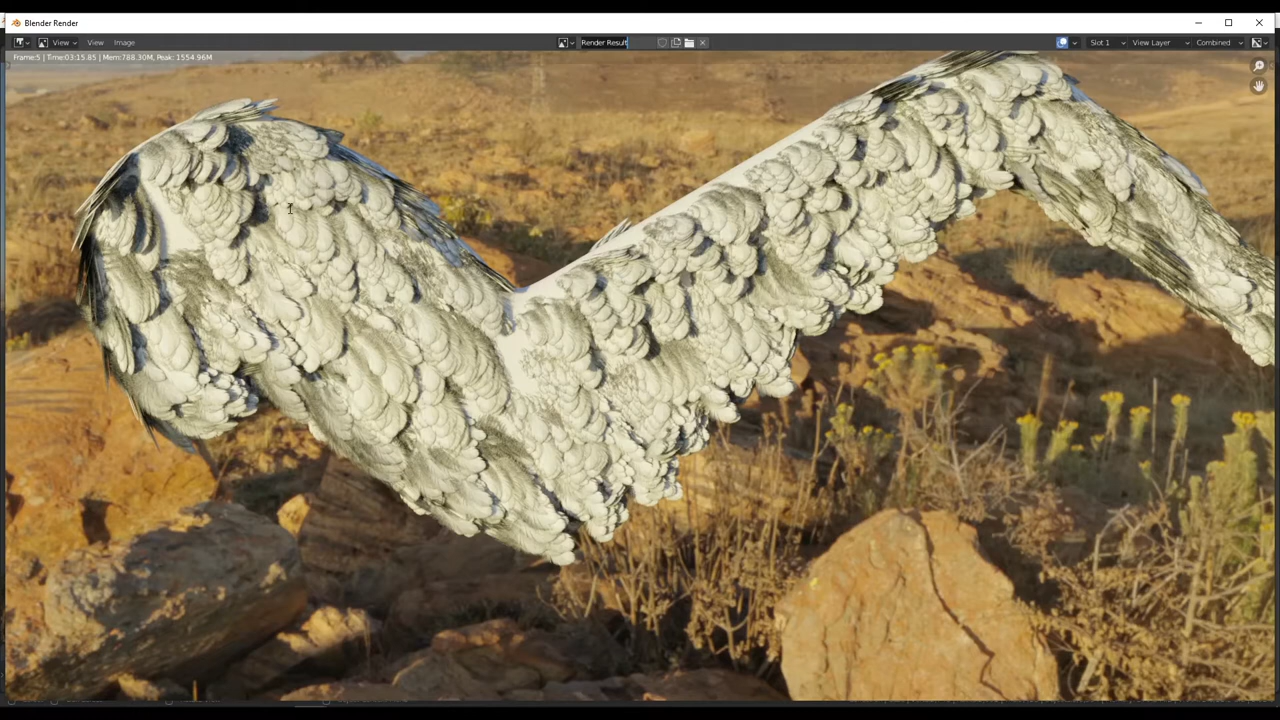 Blender Render
View View Image Render Result Slot 1 View Layer Combined
Frame:5 | Time:03:15.85 | Mem:788.30M, Peak: 1554.96M